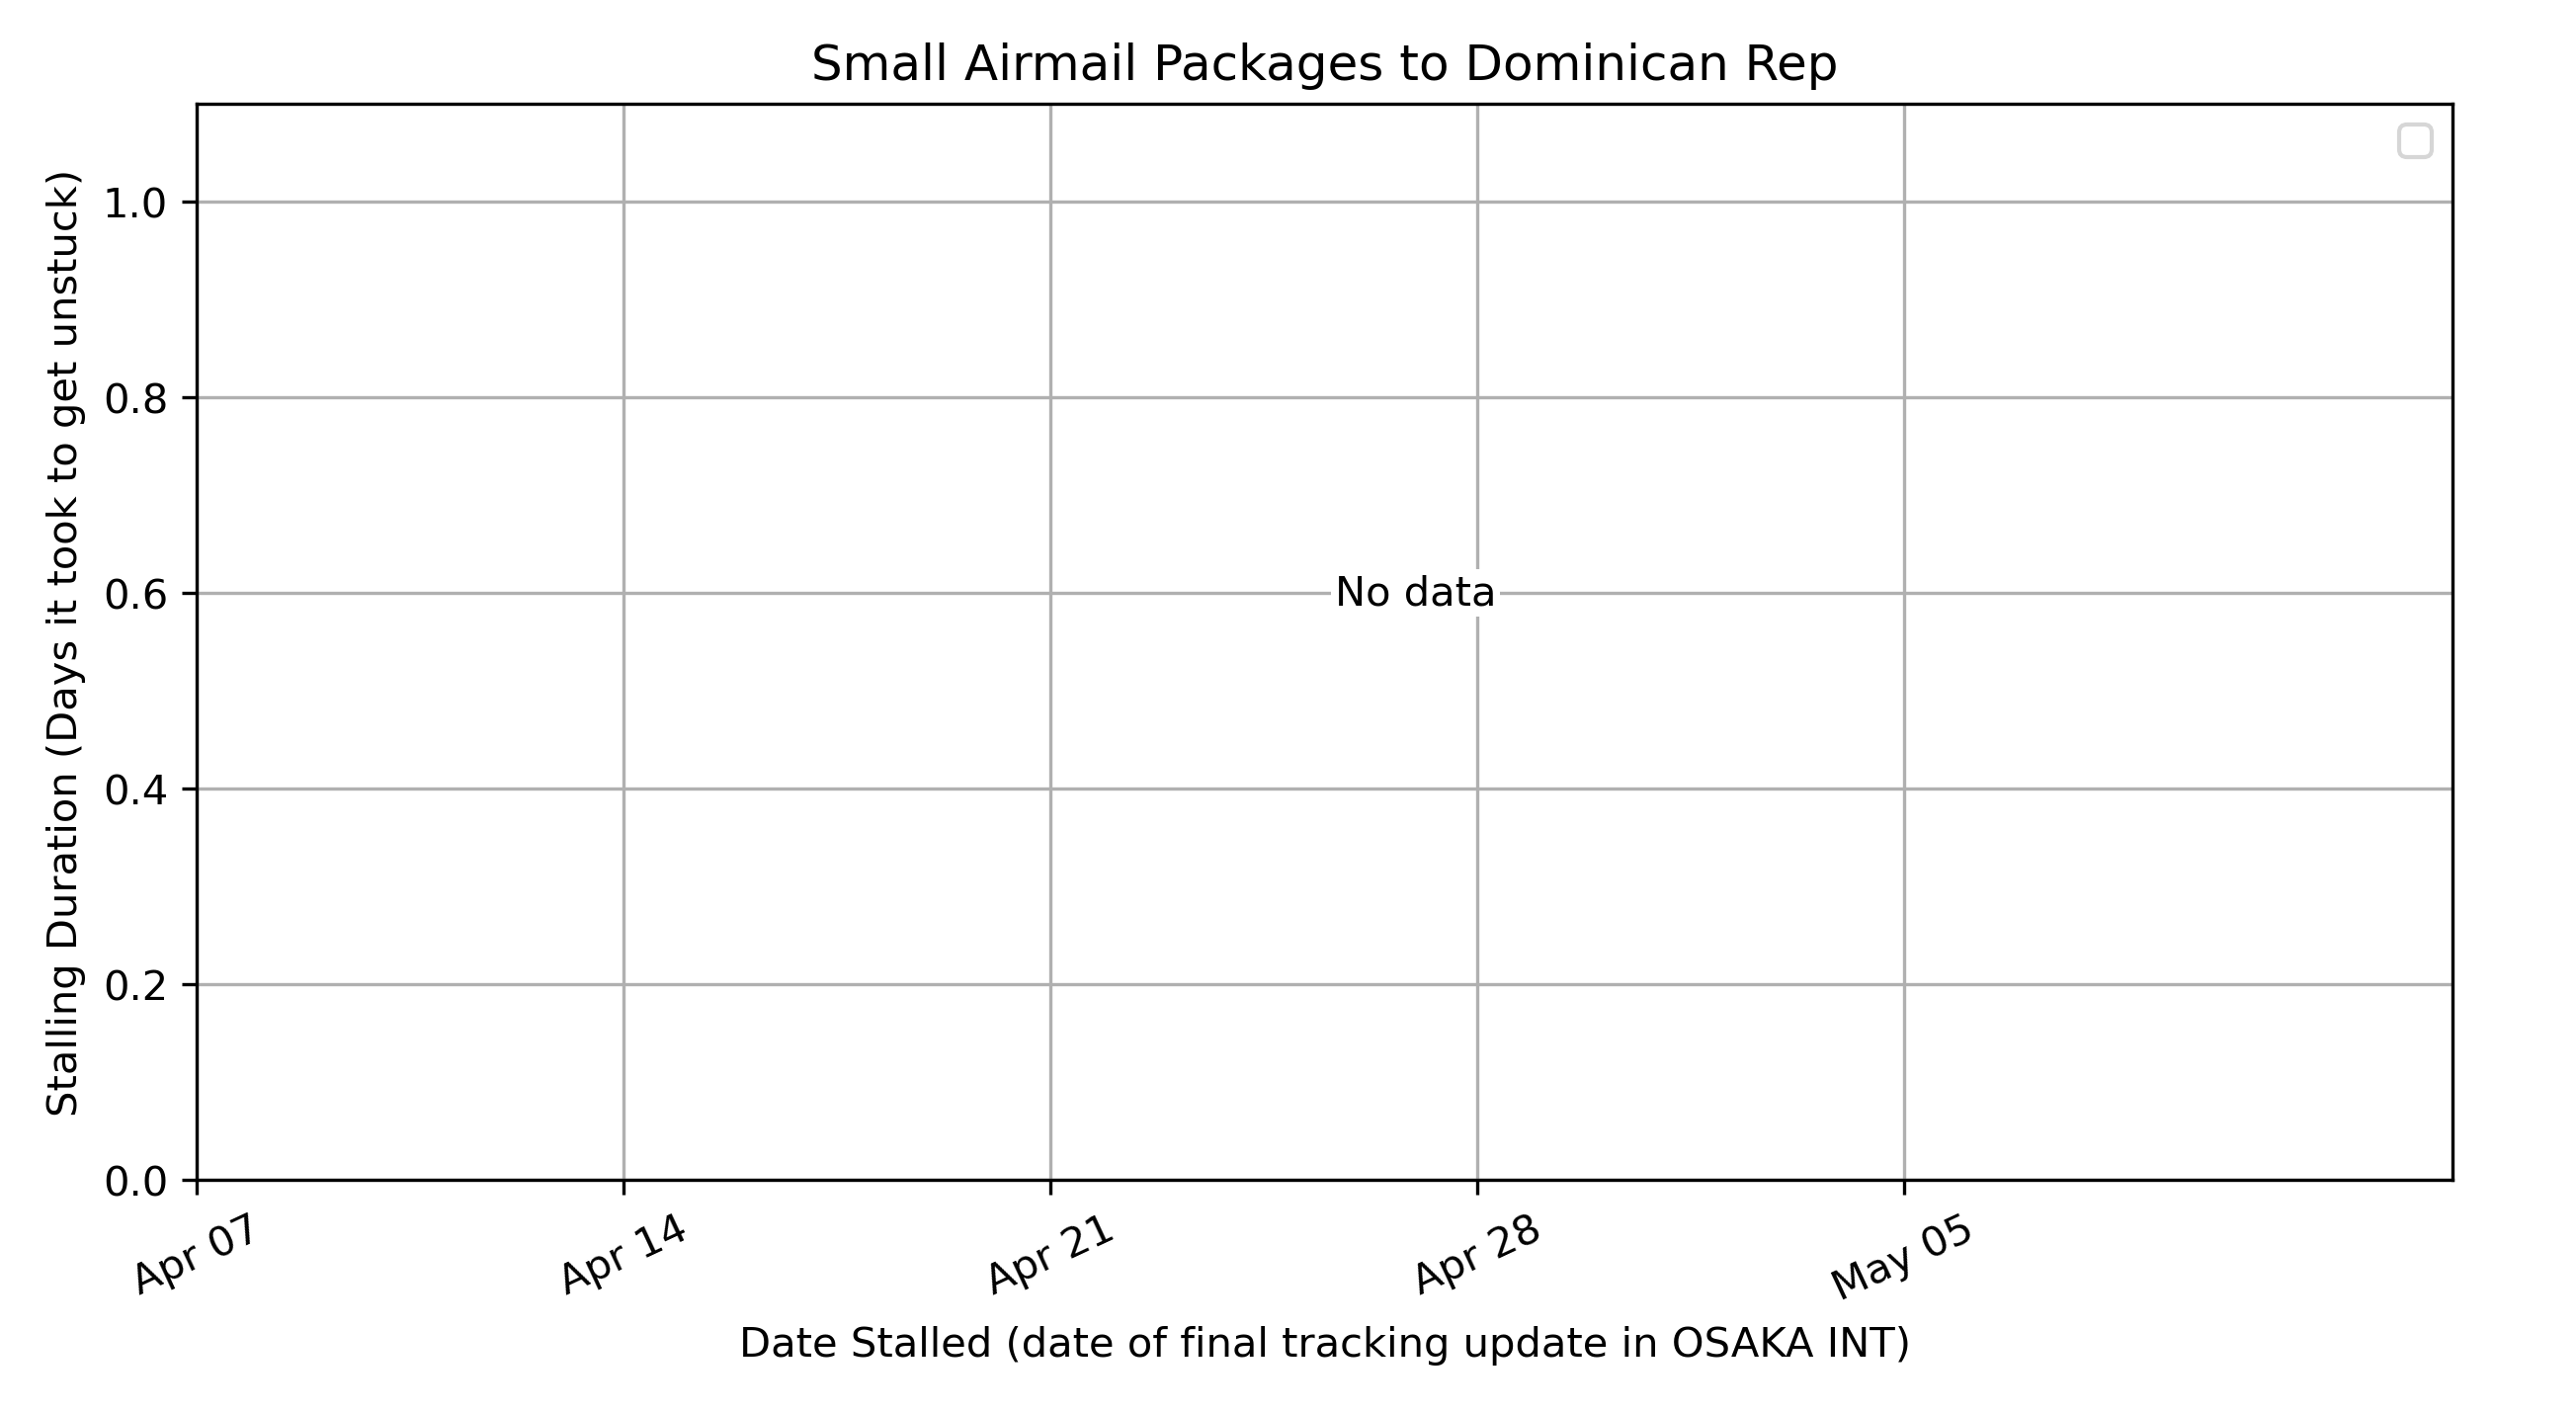 Small Airmail Packages to Dominican Rep
Stalling Duration (Days it took to get unstuck)
1.0
0.8
0.6
0.4
0.2
0.0
No data
Apr 07
Apr 14
Apr 21
Apr 28
May 05
Date Stalled (date of final tracking update in OSAKA INT)